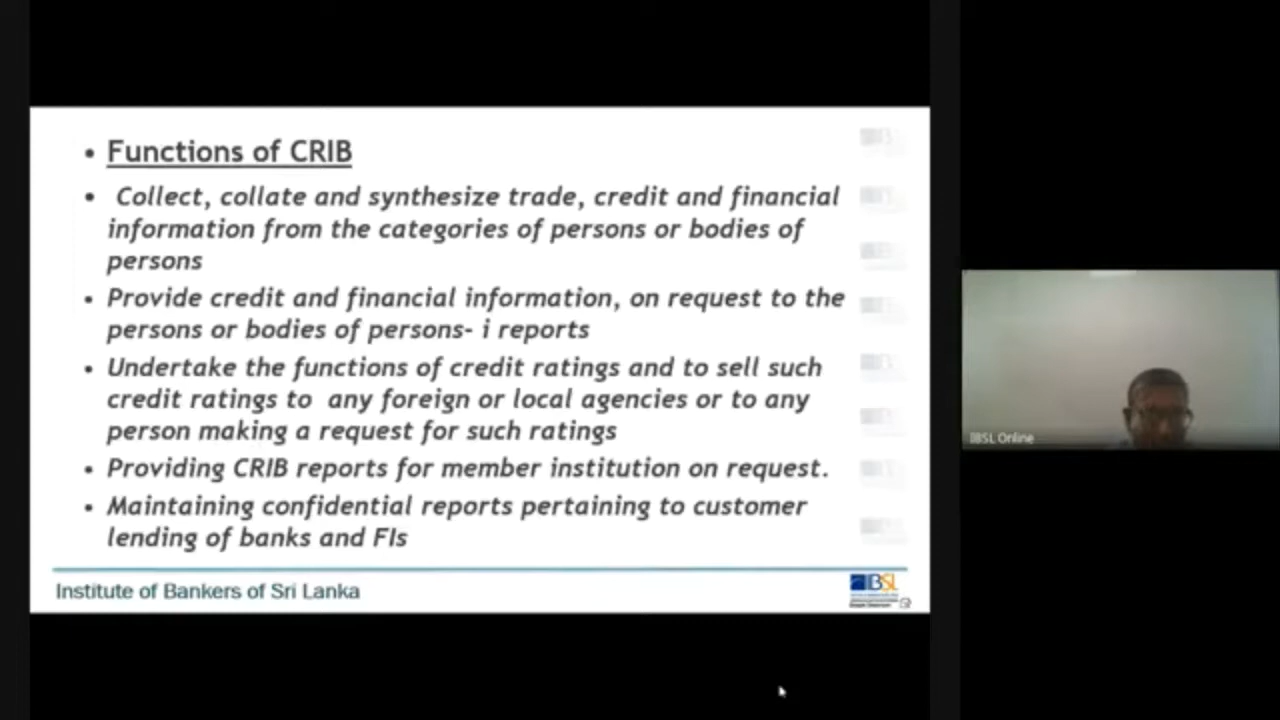 Functions of CRIB
Collect, collate and synthesize trade, credit and financial
information from the categories of persons or bodies of
persons
Provide credit and financial information, on request to the
persons or bodies of persons- i reports
Undertake the functions of credit ratings and to sell such
credit ratings to any foreign or local agencies or to any
person making a request for such ratings
Providing CRIB reports for member institution on request.
Maintaining confidential reports pertaining to customer
lending of banks and FIs
Institute of Bankers of Sri Lanka
IBSL
IBSL Online